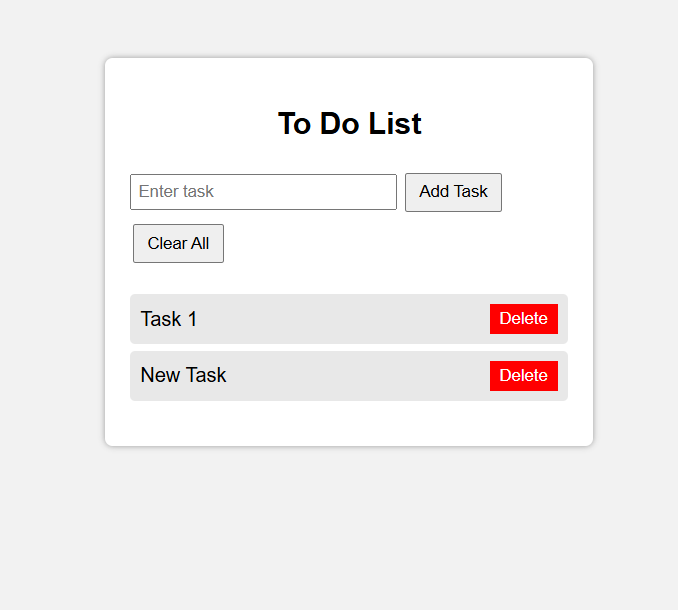 To Do List
Enter task Add Task
Clear All
Task 1 Delete
New Task Delete